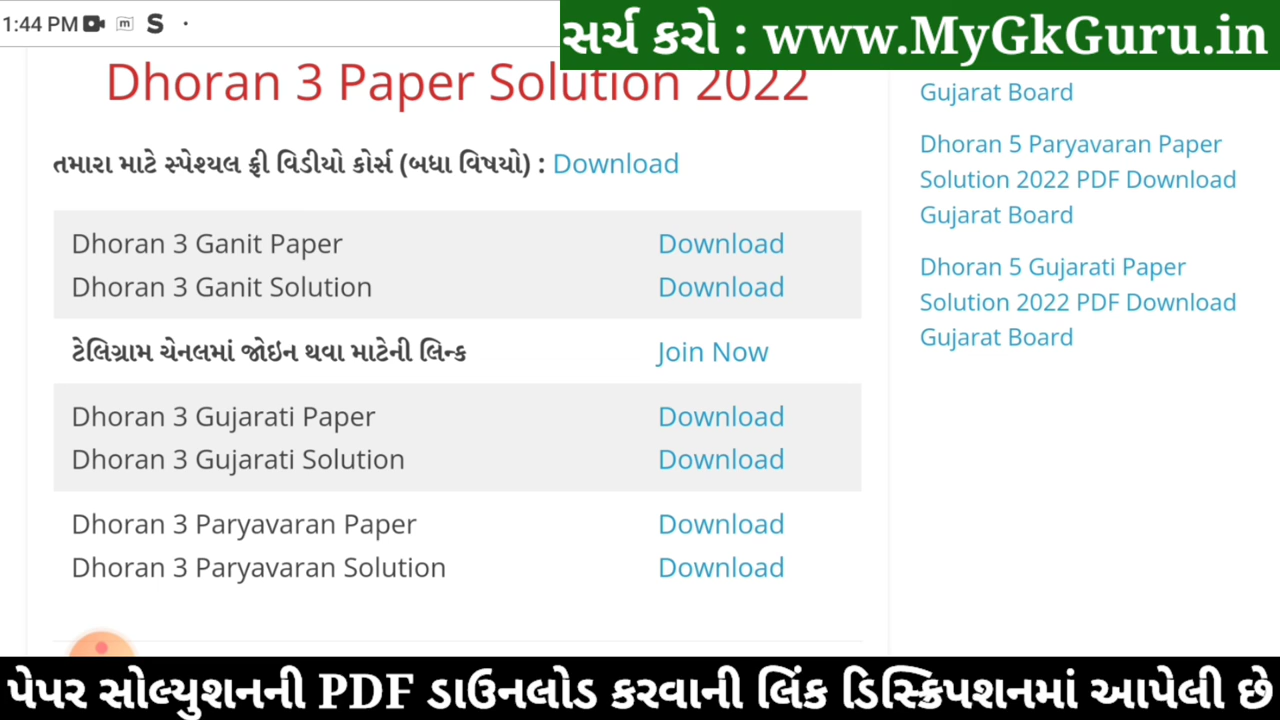 1:44 PM
સર્ચ કરો : www.MyGkGuru.in
Dhoran 3 Paper Solution 2022
તમારા માટે સ્પેશ્યલ ફ્રી વિડીયો કોર્સ (બધા વિષયો) : Download
Dhoran 3 Ganit Paper Download
Dhoran 3 Ganit Solution Download
ટેલિગ્રામ ચેનલમાં જોઇન થવા માટેની લિન્ક Join Now
Dhoran 3 Gujarati Paper Download
Dhoran 3 Gujarati Solution Download
Dhoran 3 Paryavaran Paper Download
Dhoran 3 Paryavaran Solution Download
Gujarat Board
Dhoran 5 Paryavaran Paper
Solution 2022 PDF Download
Gujarat Board
Dhoran 5 Gujarati Paper
Solution 2022 PDF Download
Gujarat Board
પેપર સોલ્યુશનની PDF ડાઉનલોડ કરવાની લિંક ડિસ્ક્રિપશનમાં આપેલી છે